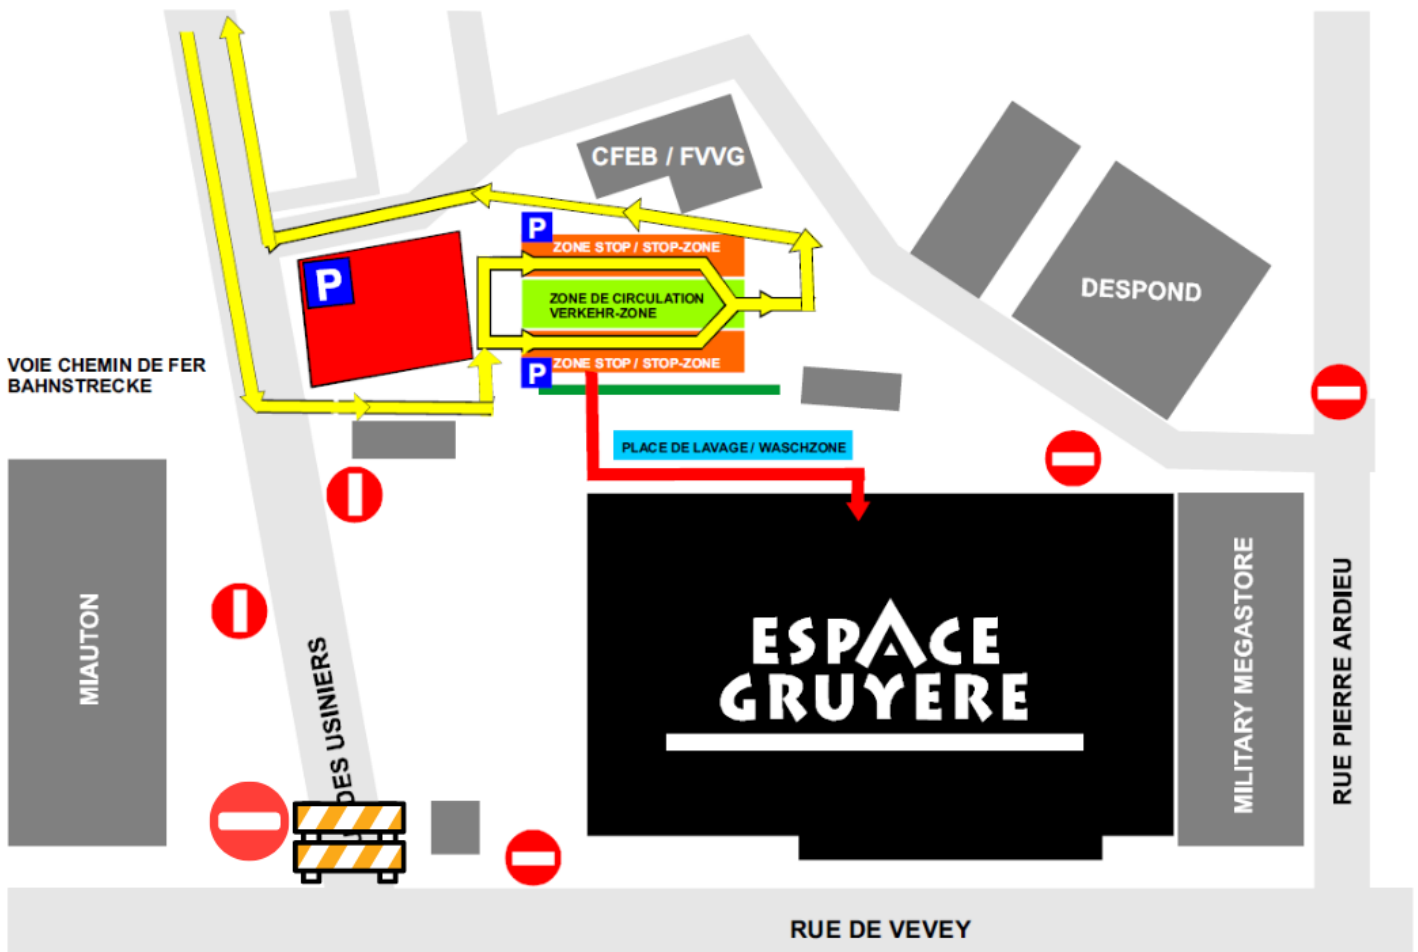 CFEB / FVVG
P
ZONE STOP / STOP-ZONE
P
DESPOND
ZONE DE CIRCULATION
VERKEHR-ZONE
VOIE CHEMIN DE FER
BAHNSTRECKE
P
ZONE STOP / STOP-ZONE
PLACE DE LAVAGE / WASCHZONE
MIAUTON
DES USINIERS
ESPACE
GRUYERE
MILITARY MEGASTORE
RUE PIERRE ARDIEU
RUE DE VEVEY